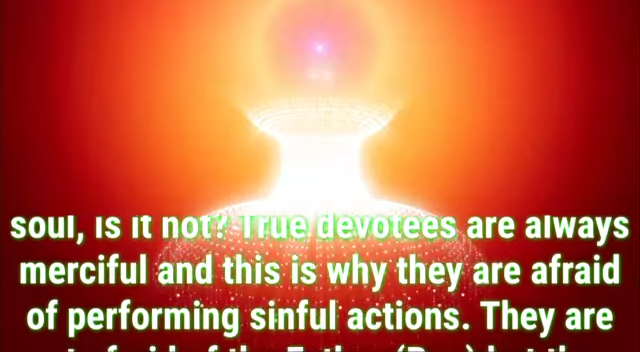 soul, is it not? True devotees are always
merciful and this is why they are afraid
of performing sinful actions. They are